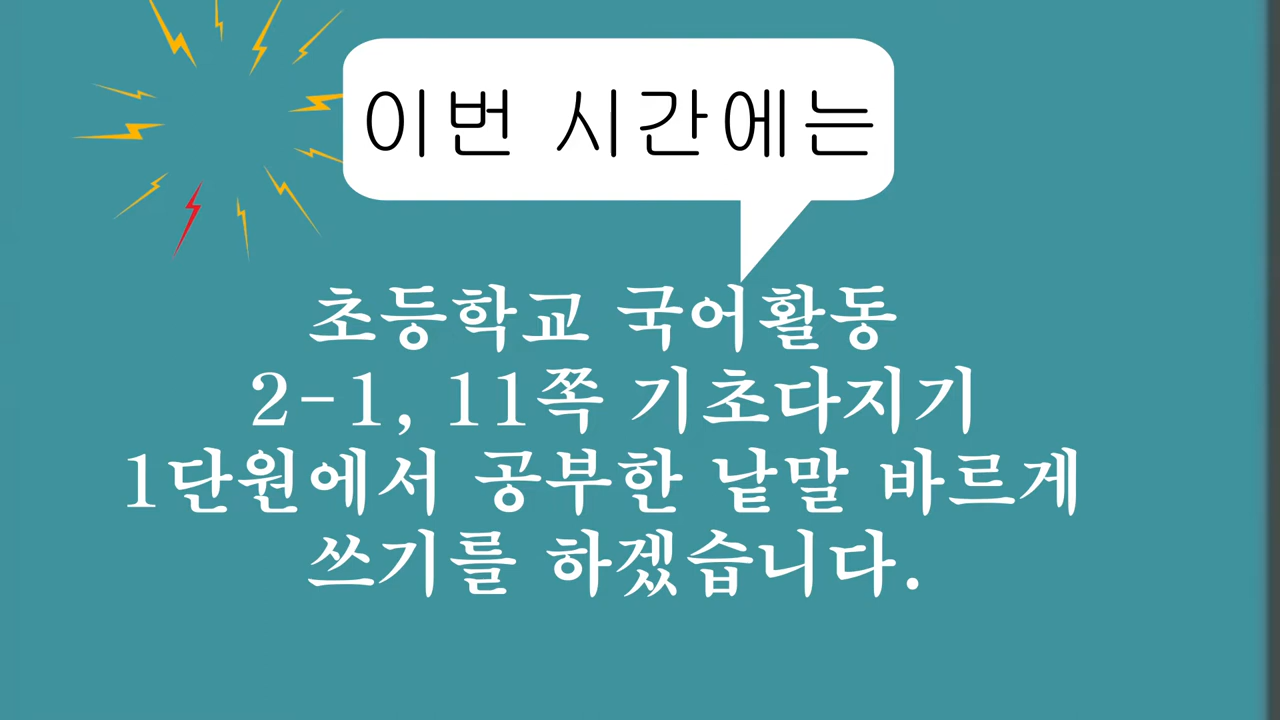 이번 시간에는
초등학교 국어활동
2-1, 11쪽 기초다지기
1단원에서 공부한 낱말 바르게
쓰기를 하겠습니다.